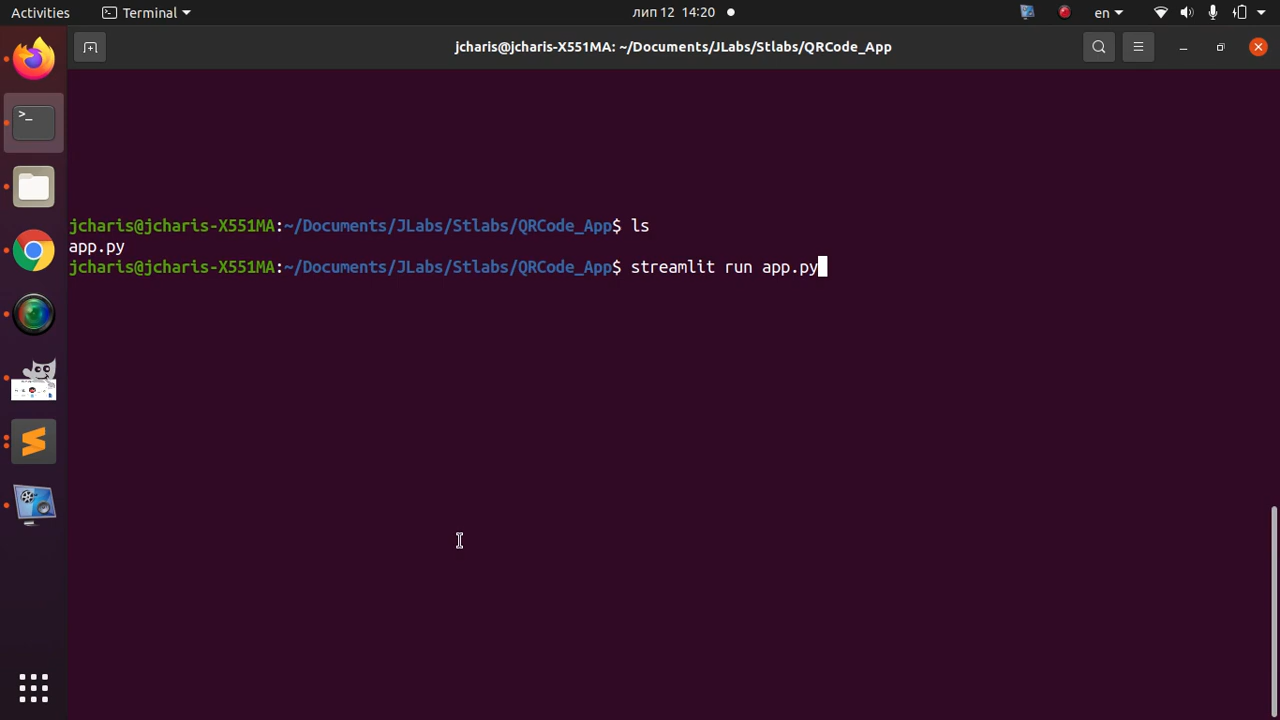 Activities
Terminal
лип 12 14:20
en
jcharis@jcharis-X551MA: ~/Documents/JLabs/Stlabs/QRCode_App
jcharis@jcharis-X551MA:~/Documents/JLabs/Stlabs/QRCode_App$ ls
app.py
jcharis@jcharis-X551MA:~/Documents/JLabs/Stlabs/QRCode_App$ streamlit run app.py